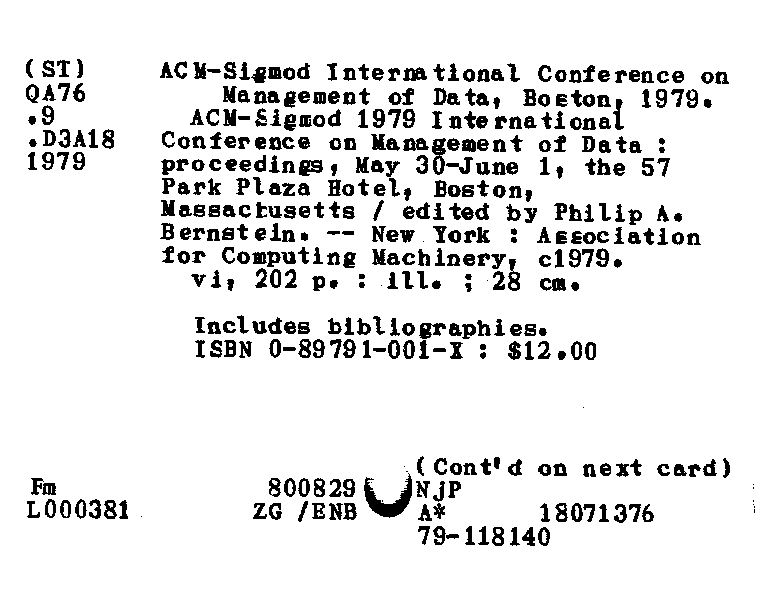 (ST) ACM-Sigmod International Conference on
QA76 Management of Data, Boston, 1979.
.9 ACM-Sigmod 1979 International
.D3A18 Conference on Management of Data :
1979 proceedings, May 30-June 1, the 57
Park Plaza Hotel, Boston,
Massachusetts / edited by Philip A.
Bernstein. -- New York : Association
for Computing Machinery, c1979.
vi, 202 p. : ill. ; 28 cm.
Includes bibliographies.
ISBN 0-89791-001-X : $12.00
(Cont'd on next card)
Fm 800829 NjP
L000381 ZG /ENB A* 18071376
79-118140